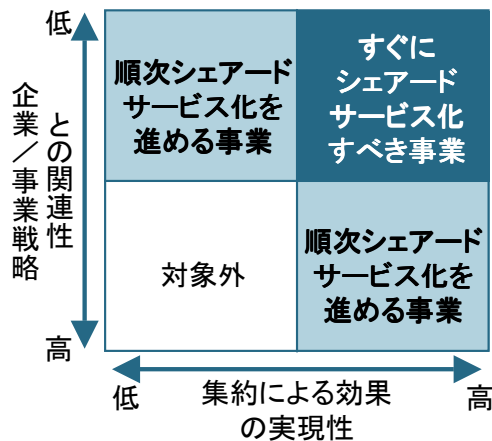 低
企業／事業戦略
との関連性
高
順次シェアード
サービス化を
進める事業
すぐに
シェアード
サービス化
すべき事業
対象外
順次シェアード
サービス化を
進める事業
低
集約による効果
の実現性
高